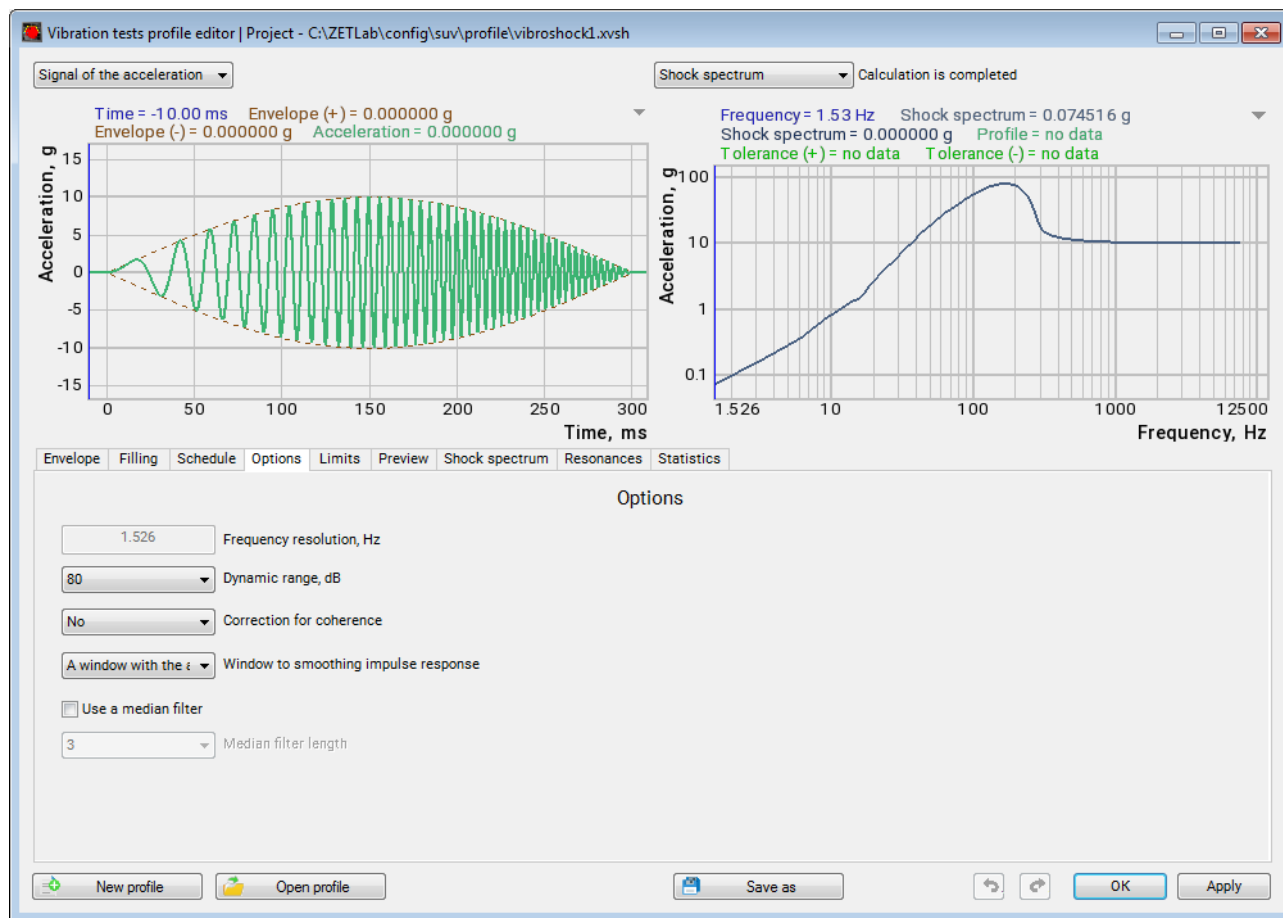 Vibration tests profile editor | Project - C:\ZETLab\config\suv\profile\vibroshock1.xvsh
Signal of the acceleration
Shock spectrum
Calculation is completed
Time = -10.00 ms Envelope (+) = 0.000000 g
Envelope (-) = 0.000000 g Acceleration = 0.000000 g
Acceleration, g
15
10
5
0
-5
-10
-15
0 50 100 150 200 250 300
Time, ms
Frequency = 1.53 Hz Shock spectrum = 0.074516 g
Shock spectrum = 0.000000 g Profile = no data
Tolerance (+) = no data Tolerance (-) = no data
Acceleration, g
100
10
1
0.1
1.526 10 100 1000 12500
Frequency, Hz
Envelope Filling Schedule Options Limits Preview Shock spectrum Resonances Statistics
Options
1.526 Frequency resolution, Hz
80 Dynamic range, dB
No Correction for coherence
A window with the a Window to smoothing impulse response
Use a median filter
3 Median filter length
New profile Open profile Save as OK Apply